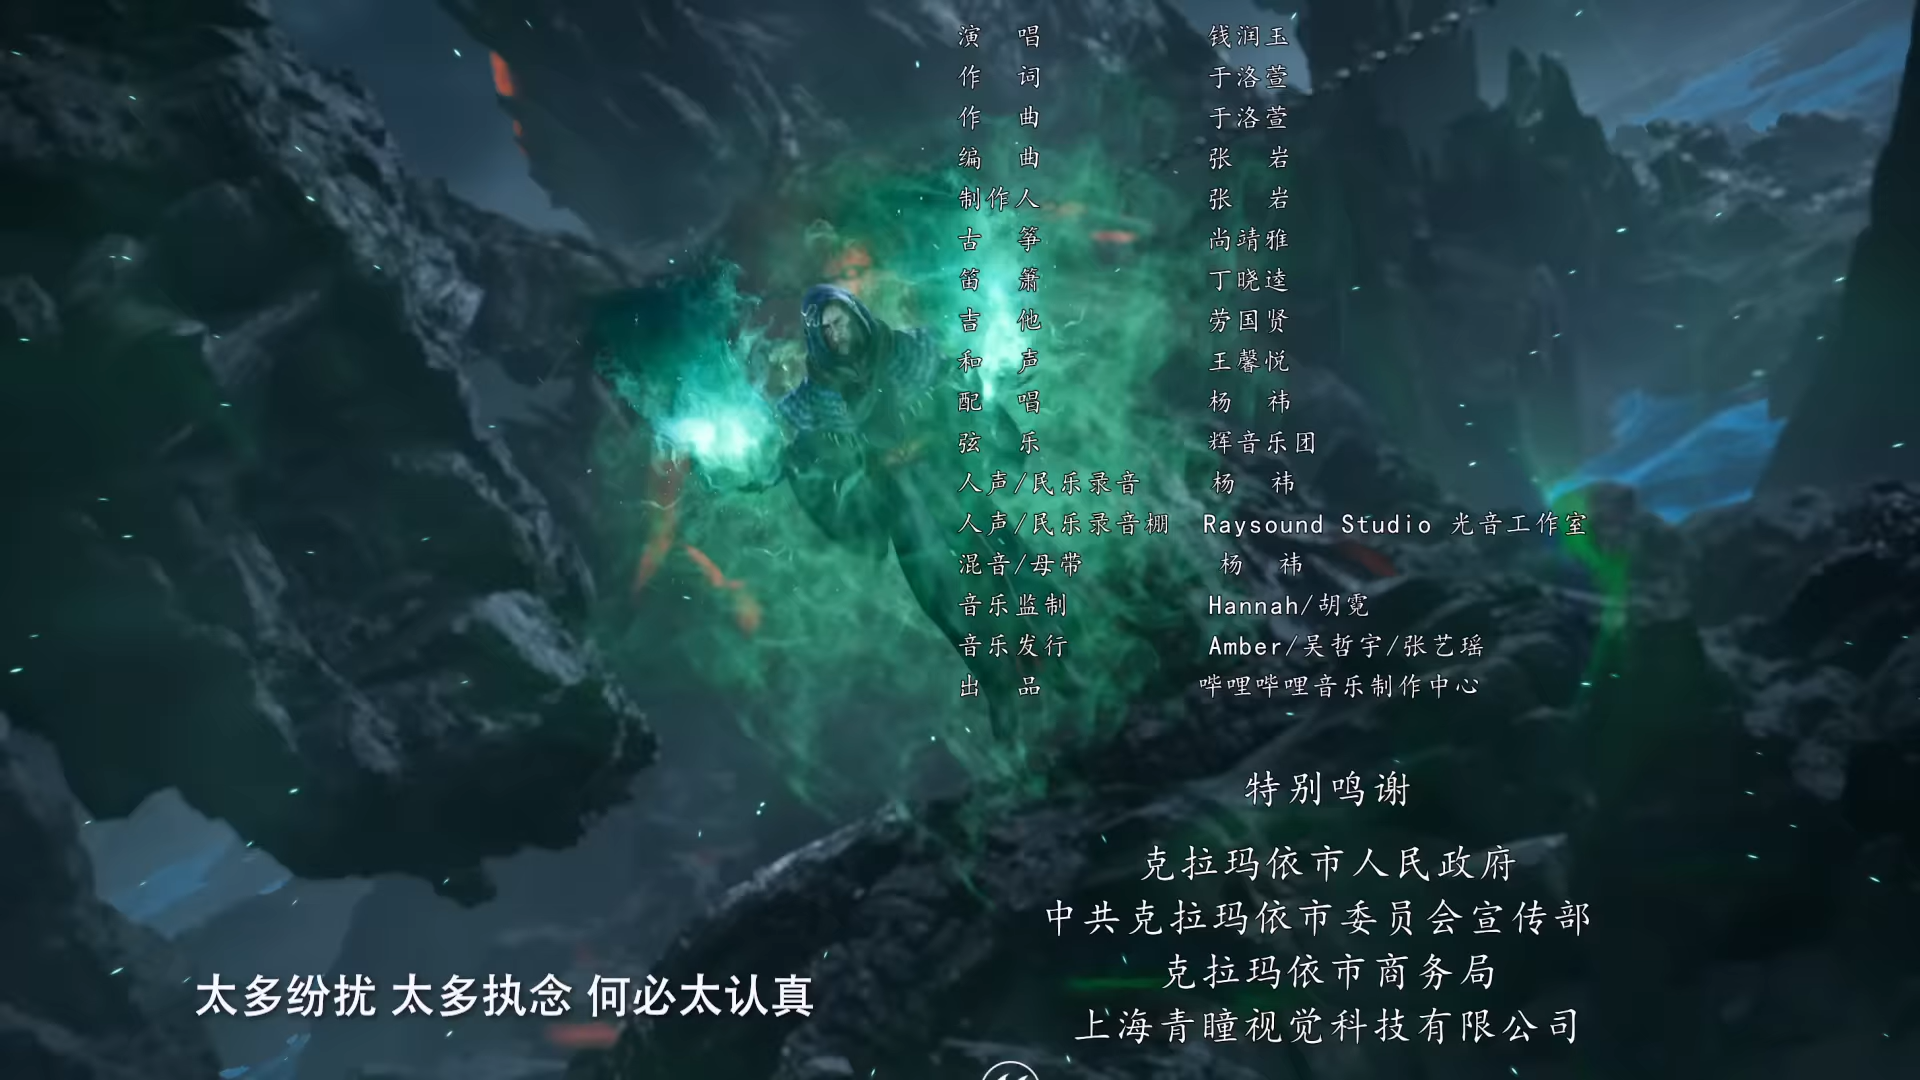 演 唱 钱润玉
作 词 于洛萱
作 曲 于洛萱
编 曲 张 岩
制作人 张 岩
古 筝 尚靖雅
笛 箫 丁晓逵
吉 他 劳国贤
和 声 王馨悦
配 唱 杨 祎
弦 乐 辉音乐团
人声/民乐录音 杨 祎
人声/民乐录音棚 Raysound Studio 光音工作室
混音/母带 杨 祎
音乐监制 Hannah/胡霓
音乐发行 Amber/吴哲宇/张艺瑶
出 品 哔哩哔哩音乐制作中心
特别鸣谢
克拉玛依市人民政府
中共克拉玛依市委员会宣传部
克拉玛依市商务局
上海青瞳视觉科技有限公司
太多纷扰 太多执念 何必太认真